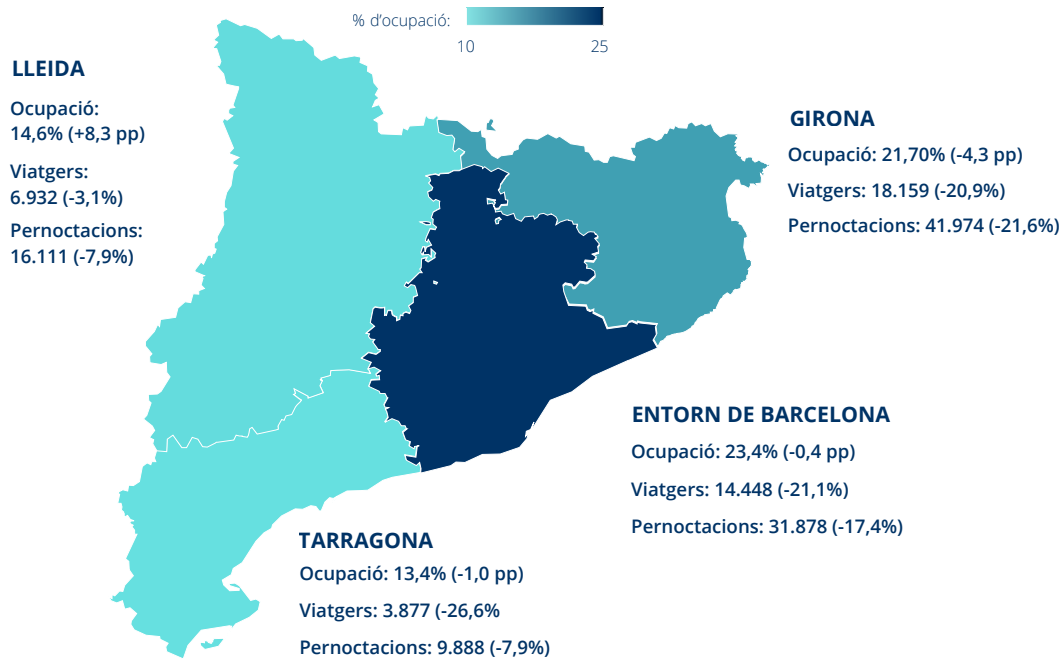 % d'ocupació:
10 25
LLEIDA
Ocupació:
14,6% (+8,3 pp)
Viatgers:
6.932 (-3,1%)
Pernoctacions:
16.111 (-7,9%)
GIRONA
Ocupació: 21,70% (-4,3 pp)
Viatgers: 18.159 (-20,9%)
Pernoctacions: 41.974 (-21,6%)
ENTORN DE BARCELONA
Ocupació: 23,4% (-0,4 pp)
Viatgers: 14.448 (-21,1%)
Pernoctacions: 31.878 (-17,4%)
TARRAGONA
Ocupació: 13,4% (-1,0 pp)
Viatgers: 3.877 (-26,6%
Pernoctacions: 9.888 (-7,9%)